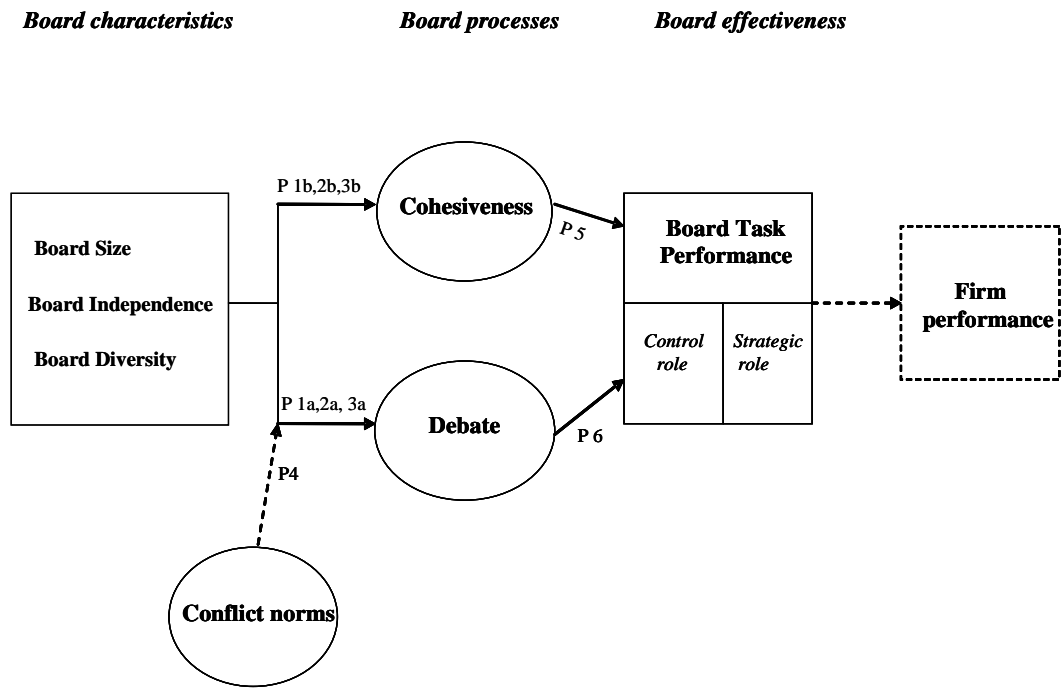 Board characteristics
Board processes
Board effectiveness
P 1b,2b,3b
Cohesiveness
P 5
Board Task
Performance
Board Size
Board Independence
Board Diversity
Firm
performance
Control
role
Strategic
role
P 1a,2a, 3a
Debate
P 6
P4
Conflict norms